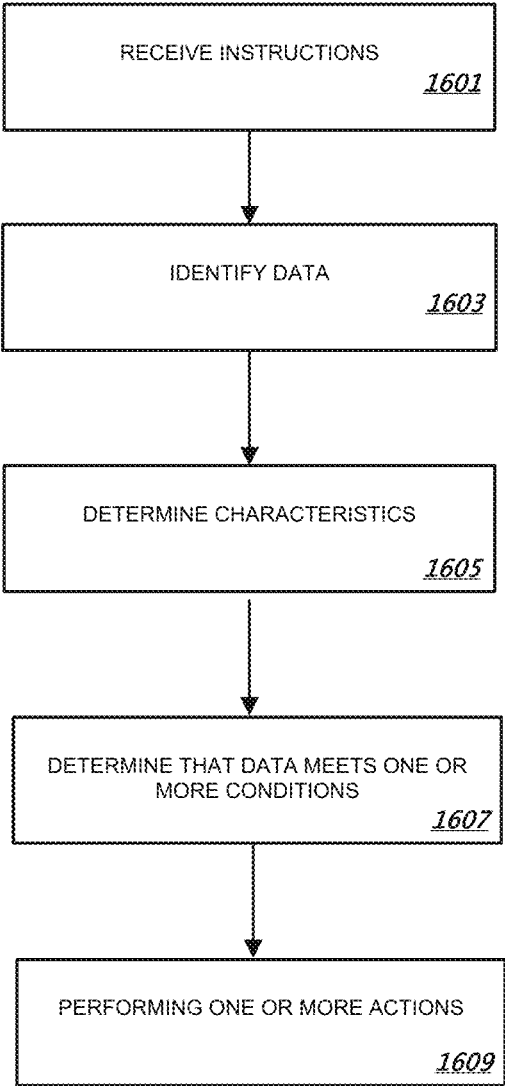 RECEIVE INSTRUCTIONS
1601
IDENTIFY DATA
1603
DETERMINE CHARACTERISTICS
1605
DETERMINE THAT DATA MEETS ONE OR
MORE CONDITIONS
1607
PERFORMING ONE OR MORE ACTIONS
1609